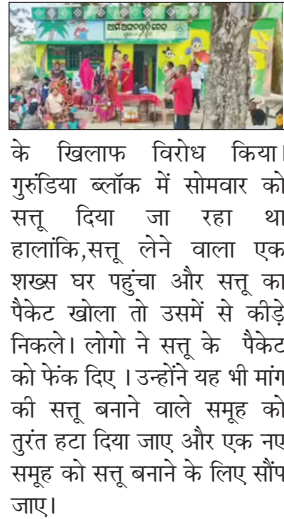 के खिलाफ विरोध किया।
गुरुंडिया ब्लॉक में सोमवार को
सत्तू दिया जा रहा था
हालांकि,सत्तू लेने वाला एक
शख्स घर पहुंचा और सत्तू का
पैकेट खोला तो उसमें से कीड़े
निकले। लोगो ने सत्तू के पैकेट
को फेंक दिए । उन्होंने यह भी मांग
की सत्तू बनाने वाले समूह को
तुरंत हटा दिया जाए और एक नए
समूह को सत्तू बनाने के लिए सौंप
जाए।